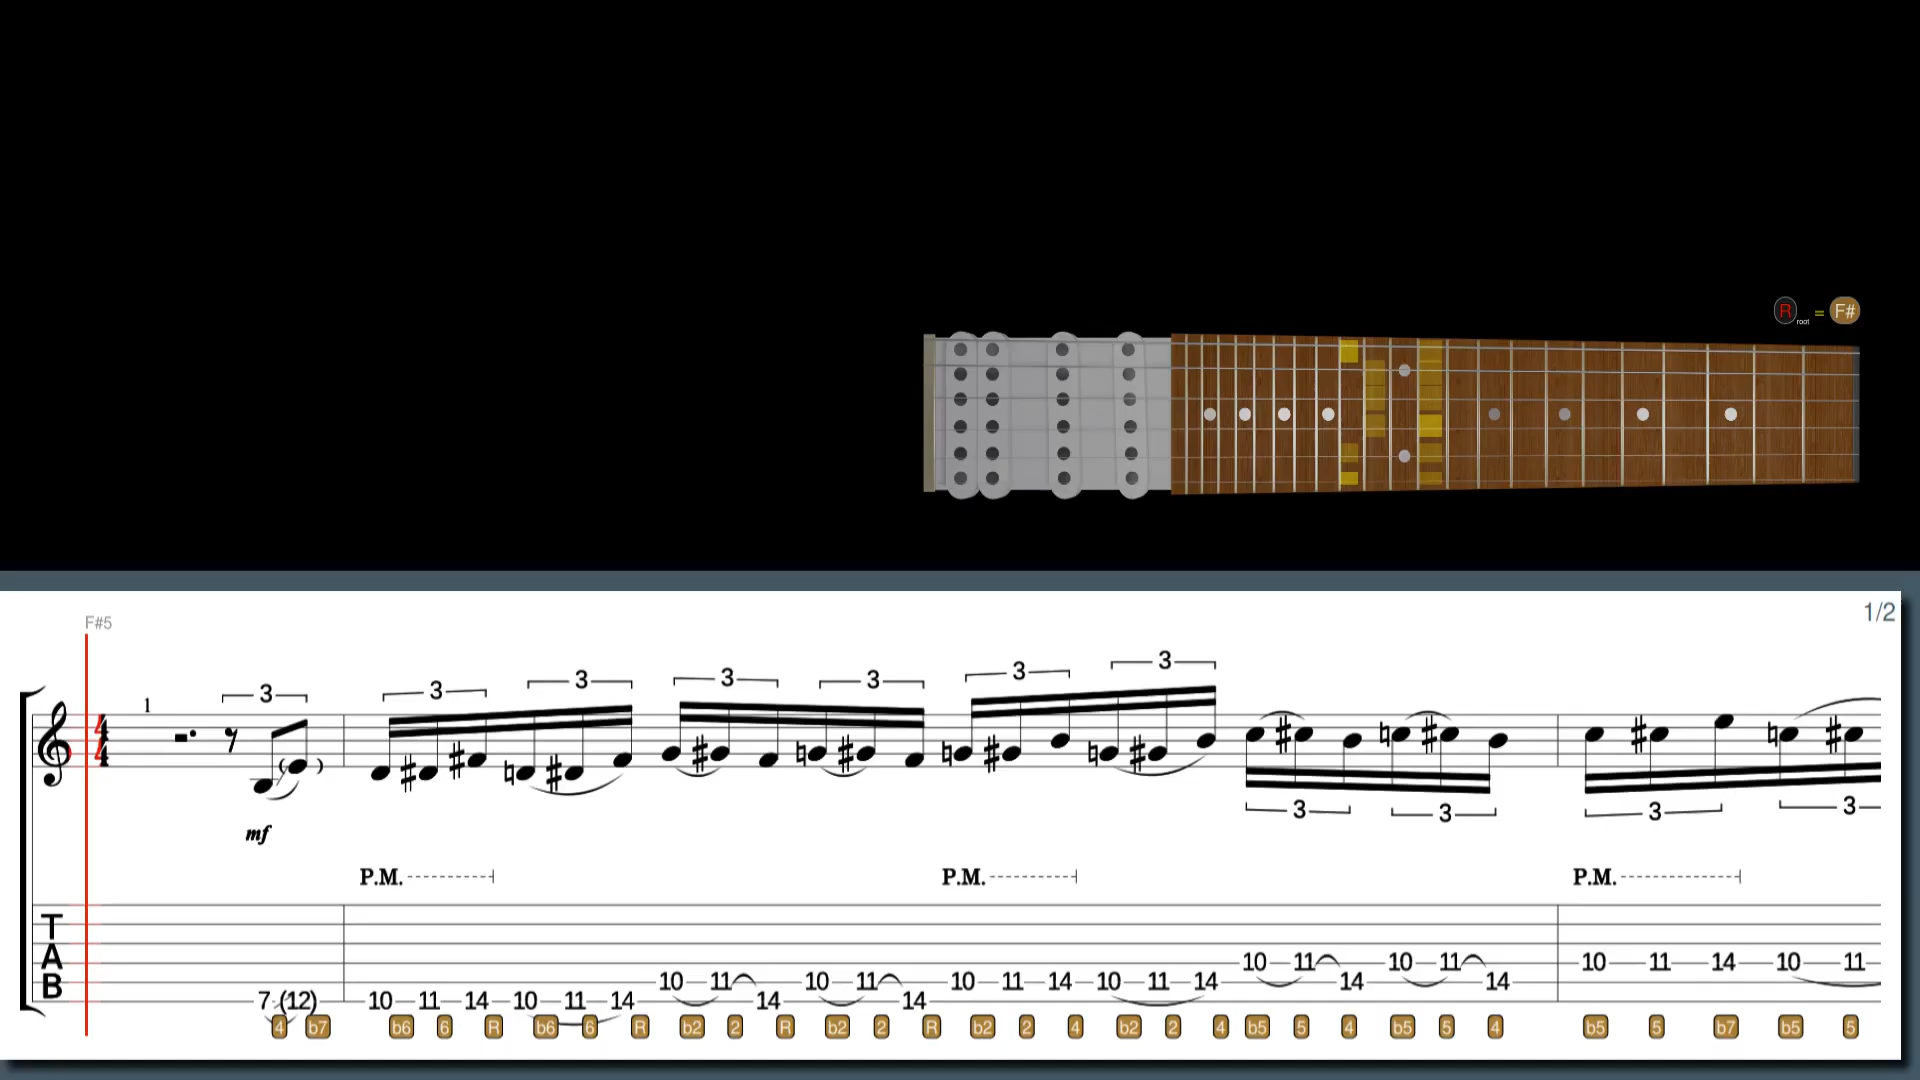 R root = F#
F#5
1/2
3 3 3 3 3 3 3
1
4 4
mf
3 3 3 3
P.M. P.M. P.M.
T
A
B
10 11 10 11 10 11 14 10 11
10 11 10 11 10 11 14 10 11 14 14 14
7 (12) 10 11 14 10 11 14 14 14
4 b7 b6 6 R b6 6 R b2 2 R b2 2 R b2 2 4 b2 2 4 b5 5 4 b5 5 4 b5 5 b7 b5 5